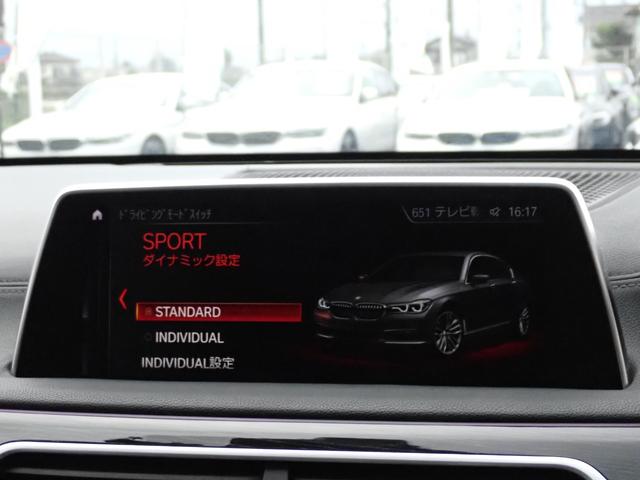 ドライビングモードスイッチ
651 テレビ
16:17
SPORT
ダイナミック設定
STANDARD
INDIVIDUAL
INDIVIDUAL設定